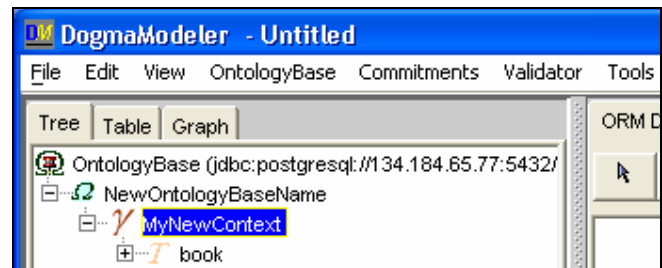 DM DogmaModeler - Untitled
File Edit View OntologyBase Commitments Validator Tools
Tree Table Graph
ORM D
OntologyBase (jdbc:postgresql://134.184.65.77:5432/
Ω NewOntologyBaseName
γ MyNewContext
T book